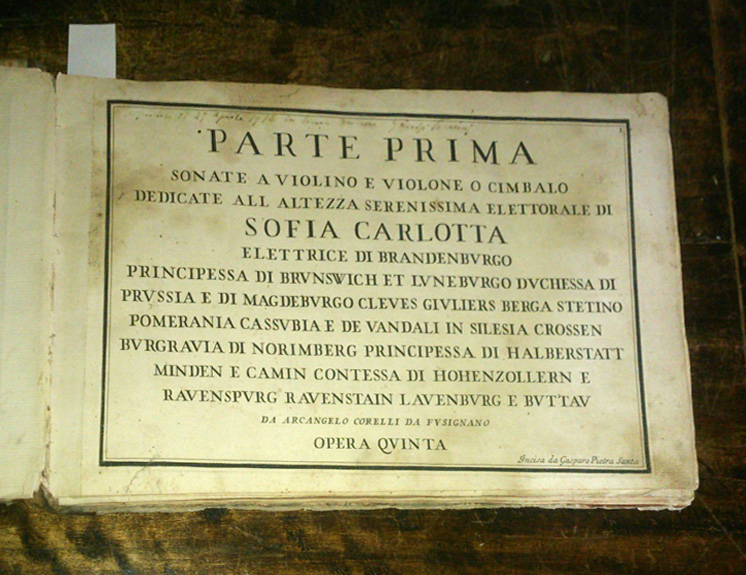 1
PARTE PRIMA
SONATE A VIOLINO E VIOLONE O CIMBALO
DEDICATE ALL ALTEZZA SERENISSIMA ELETTORALE DI
SOFIA CARLOTTA
ELETTRICE DI BRANDENBVRGO
PRINCIPESSA DI BRVNSWICH ET LVNEBVRGO DVCHESSA DI
PRVSSIA E DI MAGDEBVRGO CLEVES GIVLIERS BERGA STETINO
POMERANIA CASSVBIA E DE VANDALI IN SILESIA CROSSEN
BVRGRAVIA DI NORIMBERG PRINCIPESSA DI HALBERSTATT
MINDEN E CAMIN CONTESSA DI HOHENZOLLERN E
RAVENSPVRG RAVENSTAIN LAVENBVRG E BVTTAV
DA ARCANGELO CORELLI DA FVSIGNANO
OPERA QVINTA
Incisa da Gasparo Pietra Santa